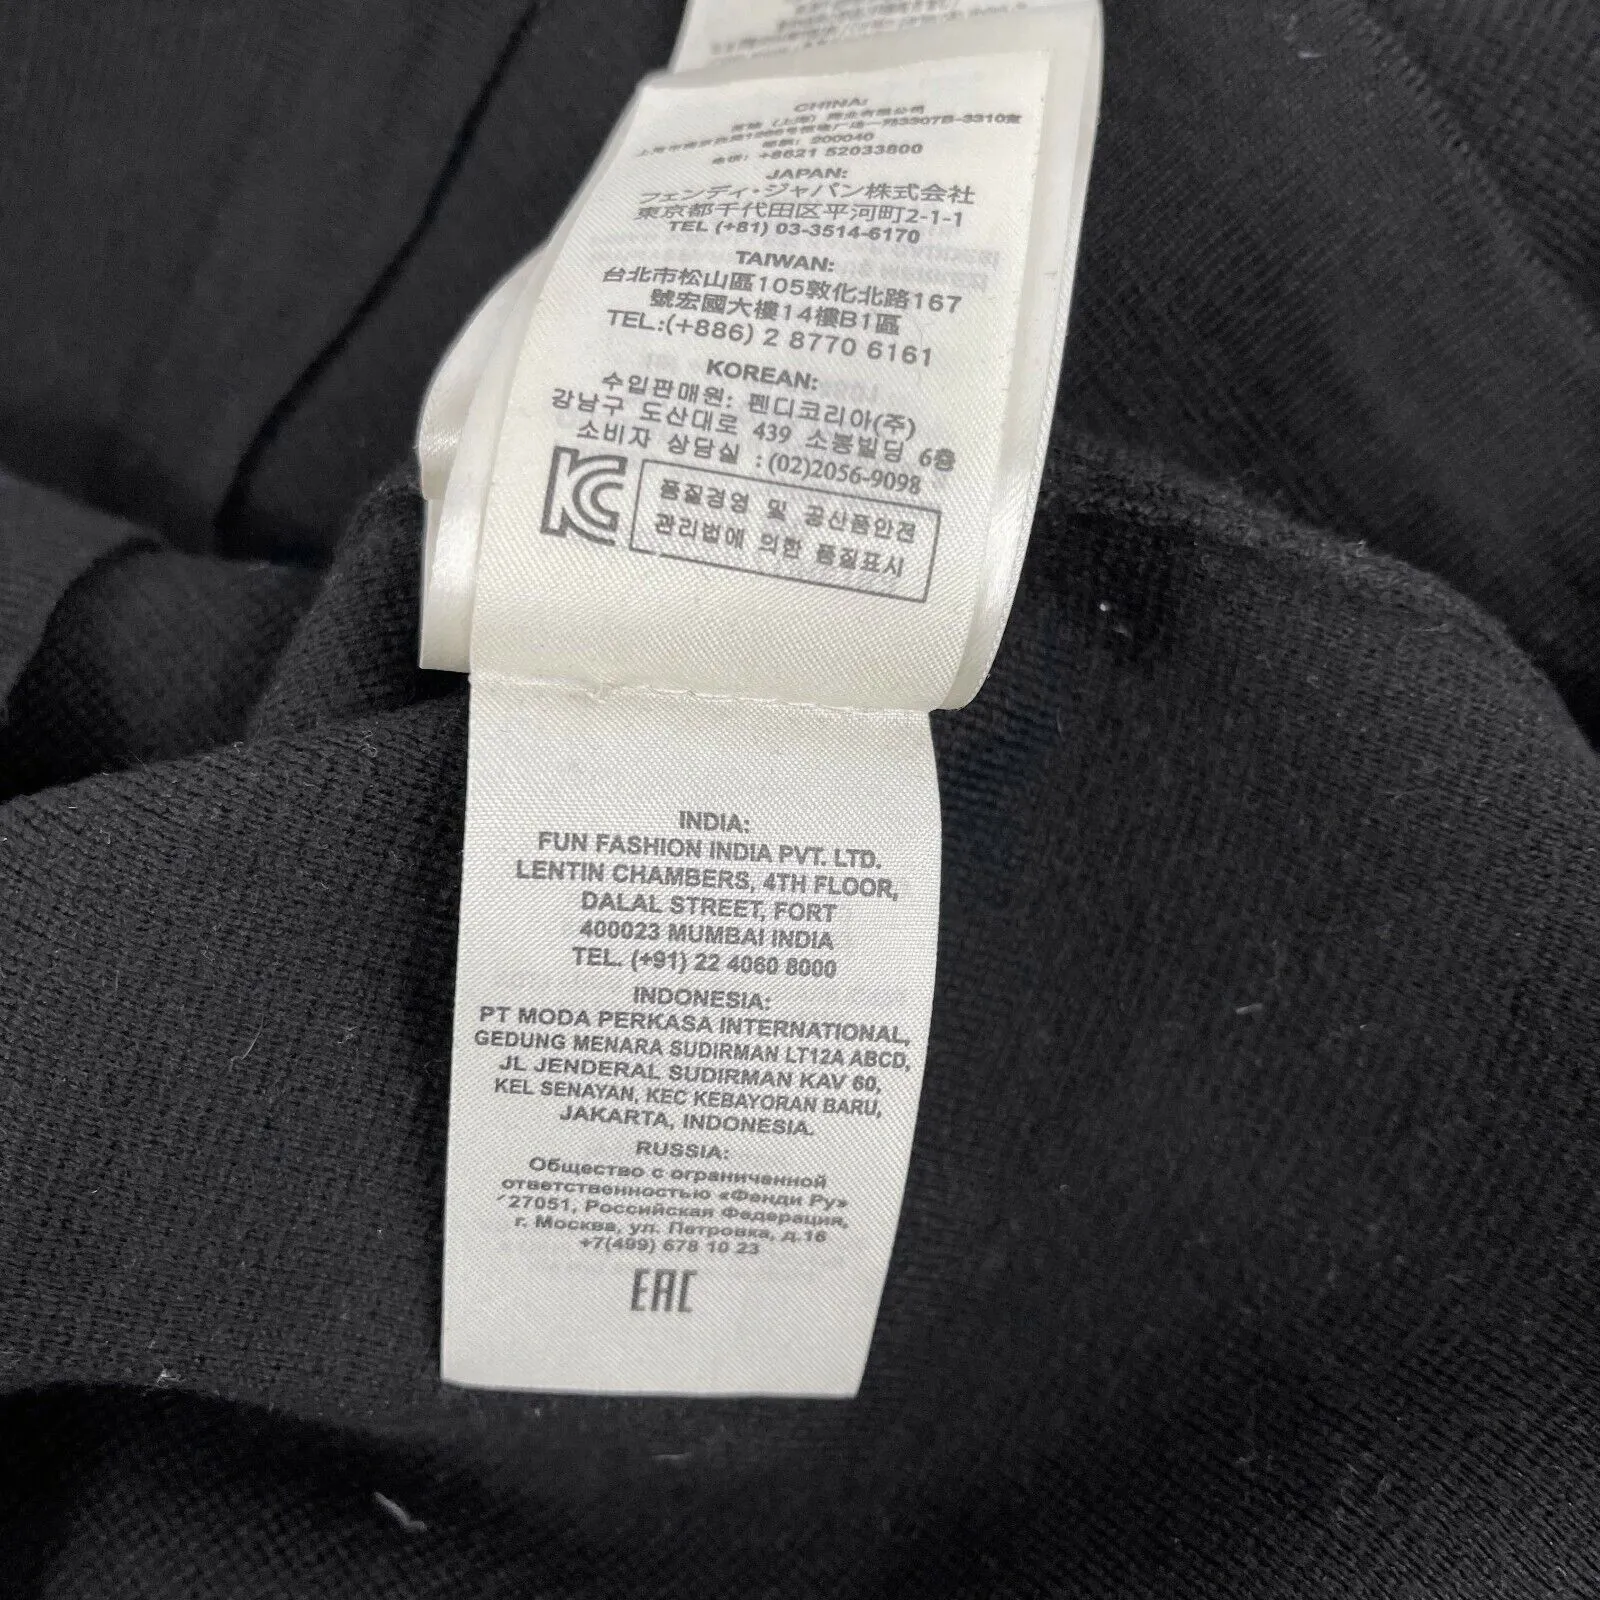 CHINA:
3307B-3310室
200040
+8621 52033800
JAPAN:
フェンディ・ジャパン株式会社
東京都千代田区平河町2-1-1
TEL (+81) 03-3514-6170
TAIWAN:
台北市松山區105敦化北路167
號宏國大樓14樓B1區
TEL:(+886) 2 8770 6161
KOREAN:
수입판매원: 펜디코리아(주)
강남구 도산대로 439 소봉빌딩 6층
소비자 상담실 :(02)2056-9098
품질경영 및 공산품안전
관리법에 의한 품질표시
INDIA:
FUN FASHION INDIA PVT. LTD.
LENTIN CHAMBERS, 4TH FLOOR,
DALAL STREET, FORT
400023 MUMBAI INDIA
TEL. (+91) 22 4060 8000
INDONESIA:
PT MODA PERKASA INTERNATIONAL,
GEDUNG MENARA SUDIRMAN LT12A ABCD,
JL JENDERAL SUDIRMAN KAV 60,
KEL SENAYAN, KEC KEBAYORAN BARU,
JAKARTA, INDONESIA.
RUSSIA:
Общество с ограниченной
ответственностью «Фенди Ру»
27051, Российская Федерация,
г. Москва, ул. Петровка, д.16
+7(499) 678 10 23
EAC